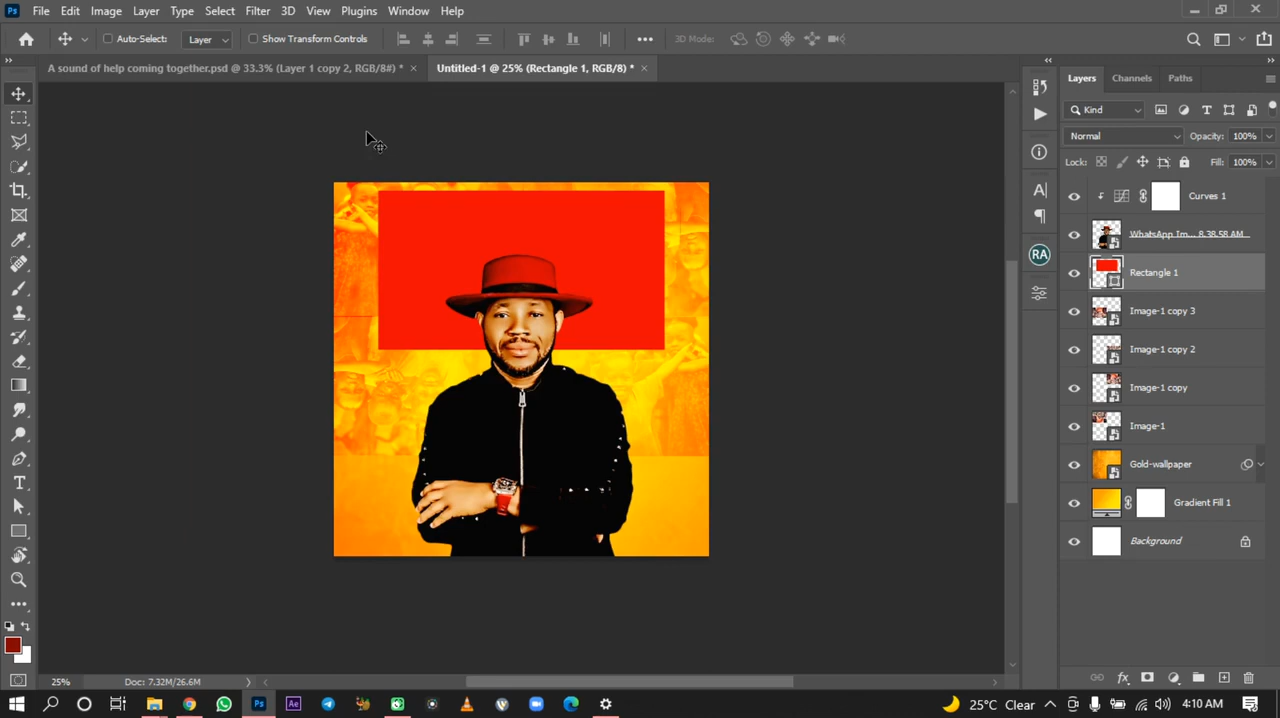 Ps File Edit Image Layer Type Select Filter 3D View Plugins Window Help
Auto-Select: Layer Show Transform Controls 3D Mode:
A sound of help coming together.psd @ 33.3% (Layer 1 copy 2, RGB/8#) * × Untitled-1 @ 25% (Rectangle 1, RGB/8) * ×
Layers Channels Paths
Kind
Normal Opacity: 100%
Lock: Fill: 100%
Curves 1
WhatsApp Im... 8.38.58 AM
Rectangle 1
Image-1 copy 3
Image-1 copy 2
Image-1 copy
Image-1
Gold-wallpaper
Gradient Fill 1
Background
RA
25% Doc: 7.32M/26.6M
Ps Ae 25°C Clear 4:10 AM